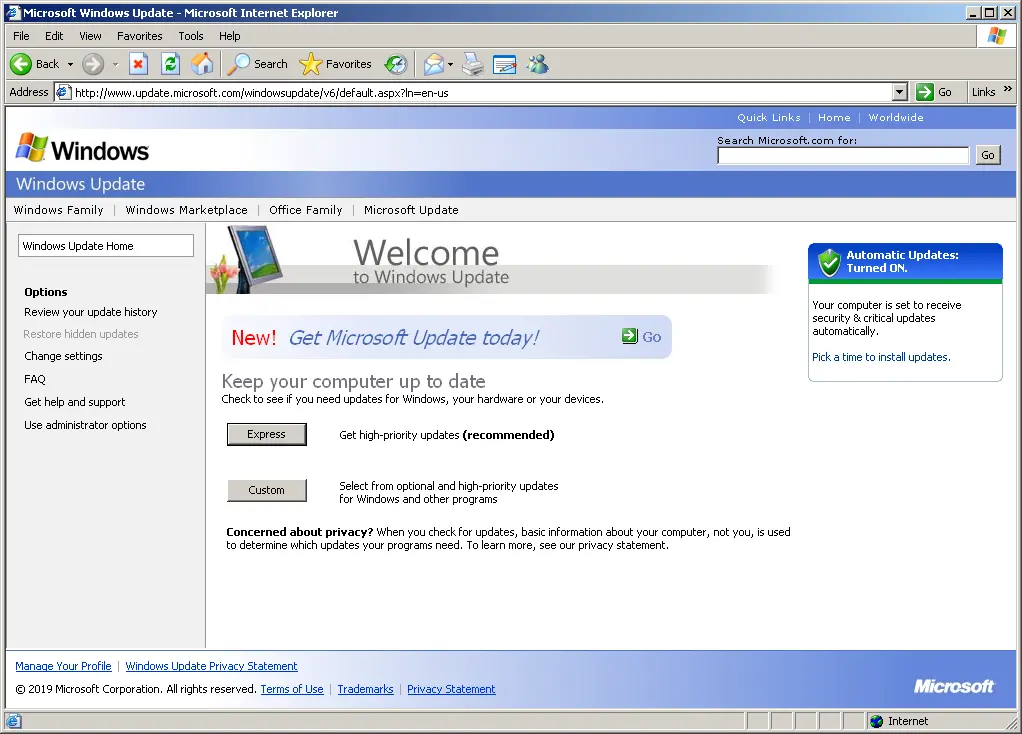 Microsoft Windows Update - Microsoft Internet Explorer
File Edit View Favorites Tools Help
Back Search Favorites
Address http://www.update.microsoft.com/windowsupdate/v6/default.aspx?ln=en-us Go Links »
Quick Links | Home | Worldwide
Windows
Search Microsoft.com for:
Go
Windows Update
Windows Family | Windows Marketplace | Office Family | Microsoft Update
Windows Update Home
Options
Review your update history
Restore hidden updates
Change settings
FAQ
Get help and support
Use administrator options
Welcome
to Windows Update
New! Get Microsoft Update today! Go
Keep your computer up to date
Check to see if you need updates for Windows, your hardware or your devices.
Express Get high-priority updates (recommended)
Custom Select from optional and high-priority updates
for Windows and other programs
Concerned about privacy? When you check for updates, basic information about your computer, not you, is used
to determine which updates your programs need. To learn more, see our privacy statement.
Automatic Updates:
Turned ON.
Your computer is set to receive
security & critical updates
automatically.
Pick a time to install updates.
Manage Your Profile | Windows Update Privacy Statement
© 2019 Microsoft Corporation. All rights reserved. Terms of Use | Trademarks | Privacy Statement
Microsoft
Internet